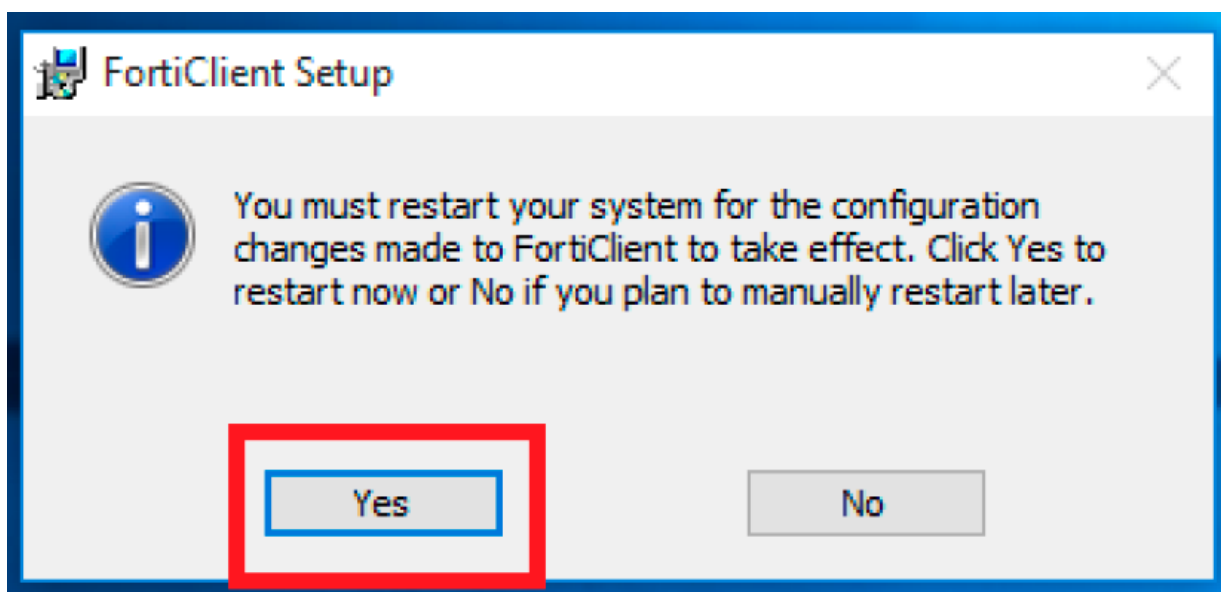 FortiClient Setup
You must restart your system for the configuration
changes made to FortiClient to take effect. Click Yes to
restart now or No if you plan to manually restart later.
Yes No